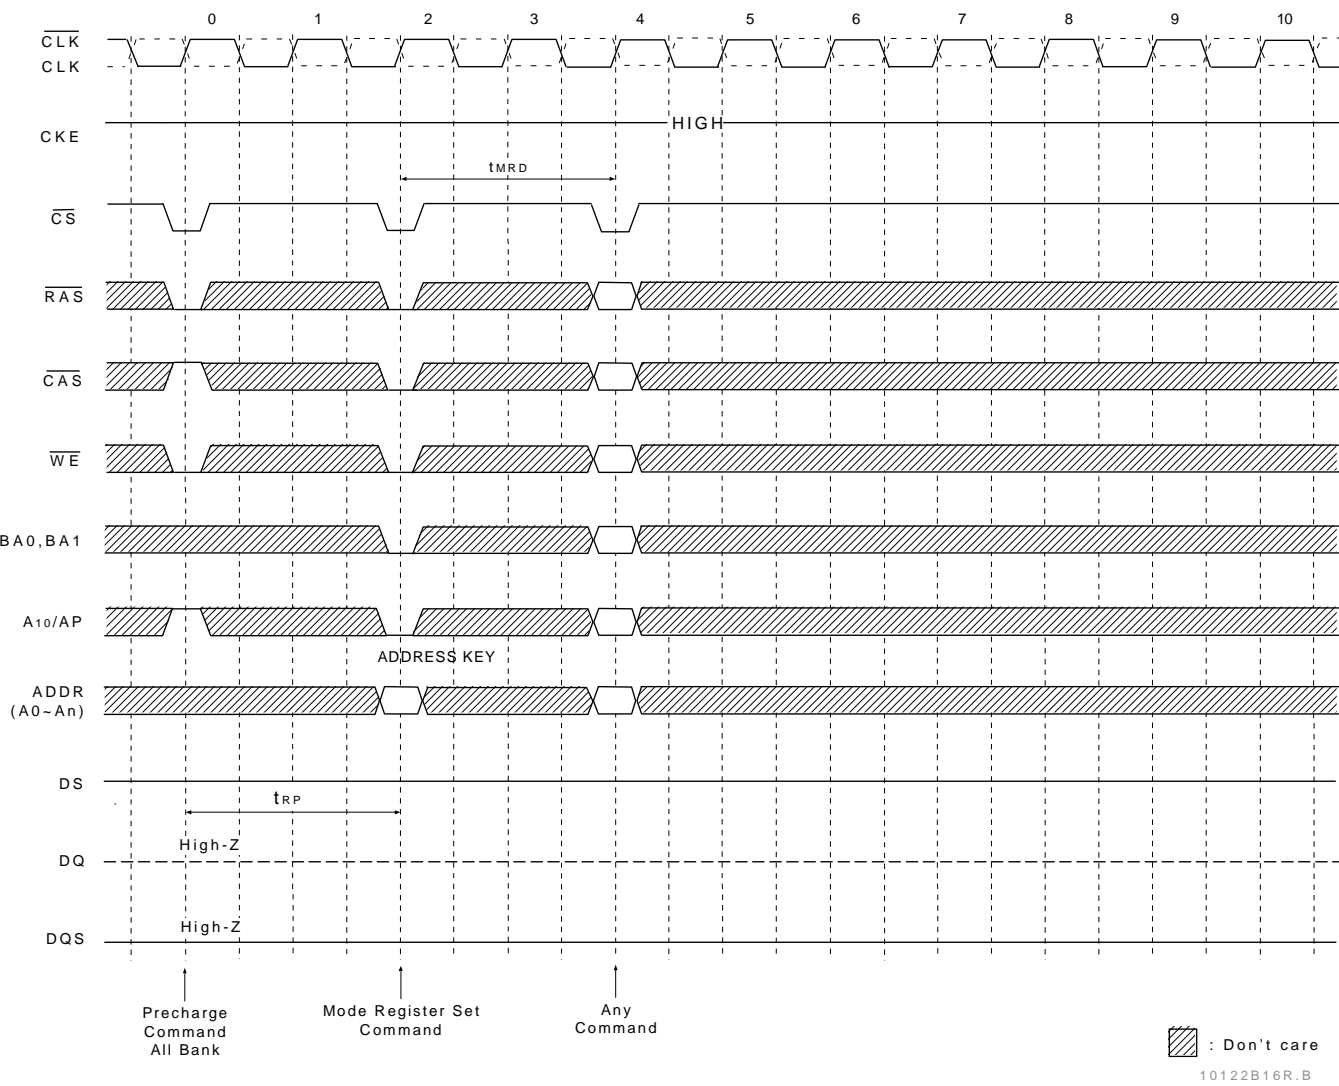 0 1 2 3 4 5 6 7 8 9 10
CLK
CLK
HIGH
CKE
tMRD
CS
RAS
CAS
WE
BA0,BA1
A10/AP
ADDRESS KEY
ADDR
(A0~An)
DS
tRP
High-Z
DQ
High-Z
DQS
Precharge
Command
All Bank
Mode Register Set
Command
Any
Command
: Don't care
10122B16R.B